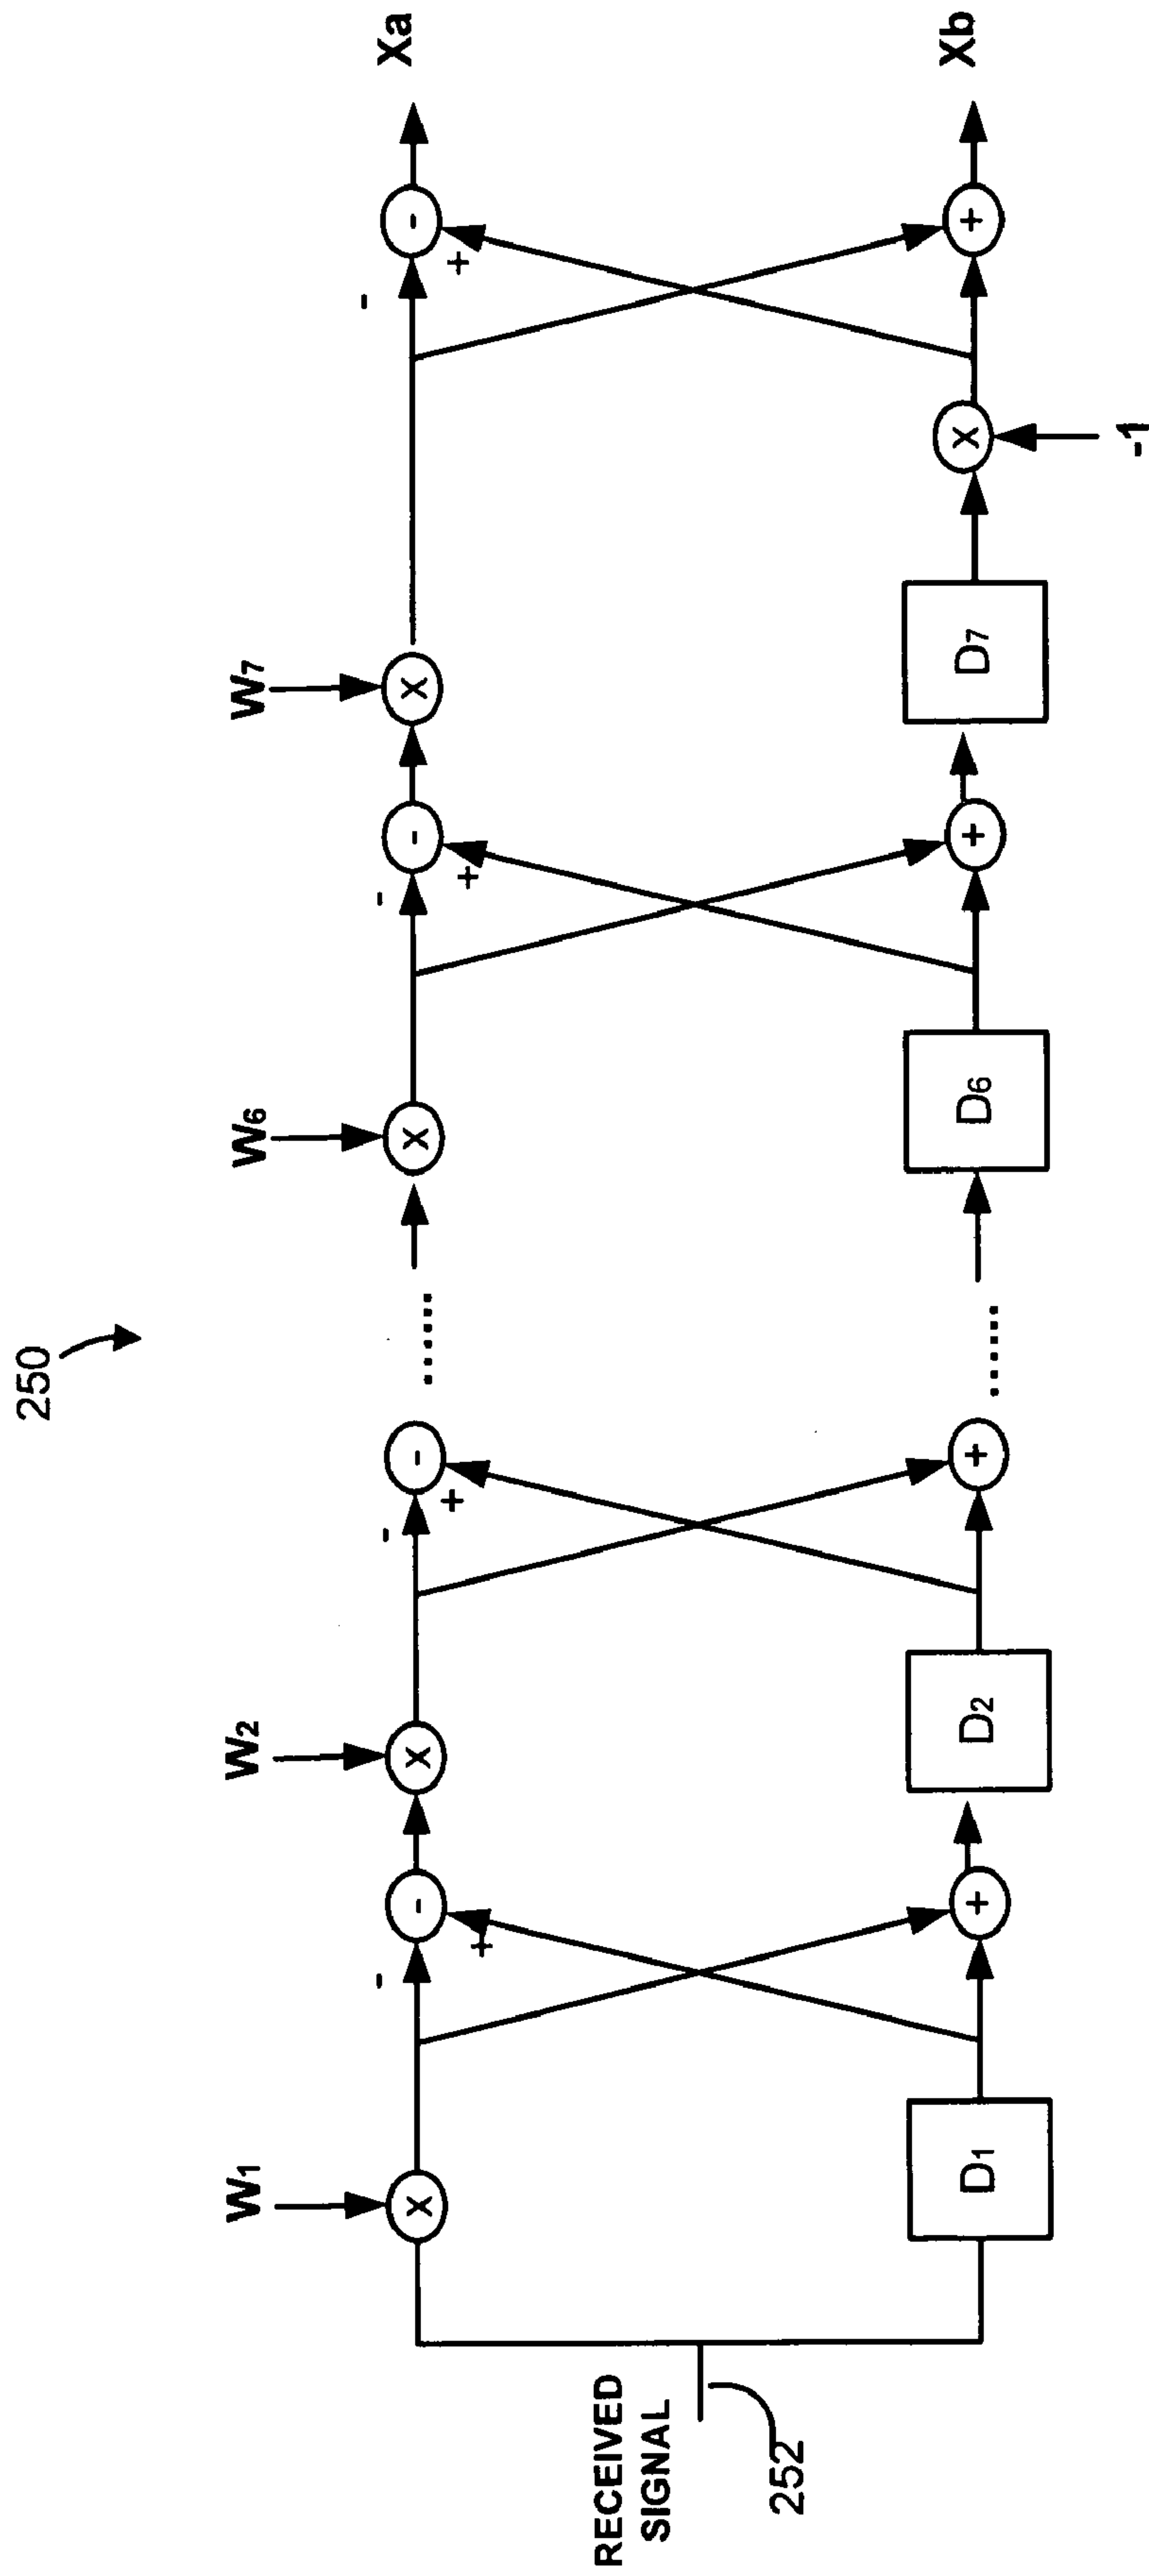 250
W1
W2
W6
W7
X
-
+
-
X
-
+
-
......
X
-
+
-
X
-
+
-
Xa
RECEIVED
SIGNAL
252
D1
+
D2
+
......
D6
+
D7
X
-1
+
Xb